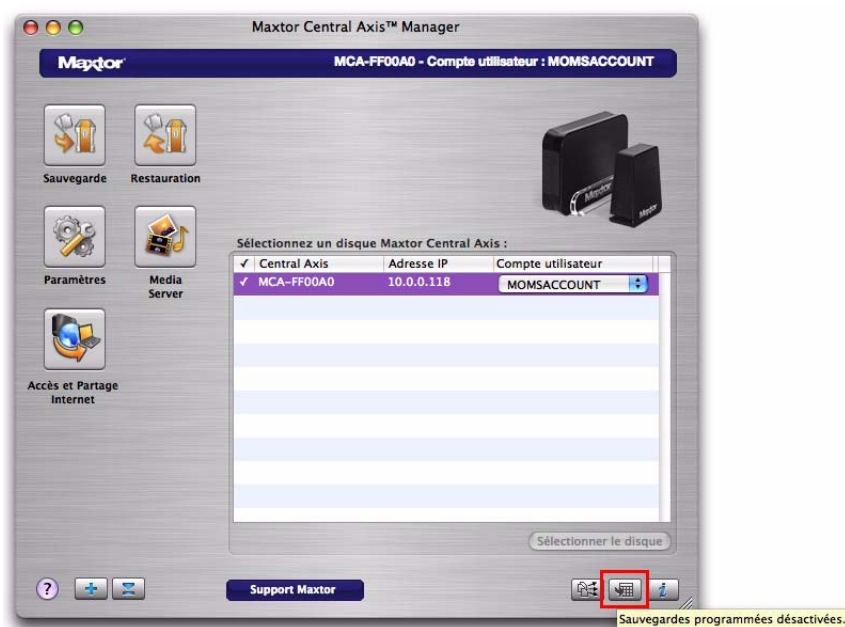 Maxtor Central Axis™ Manager
Maxtor
MCA-FF00A0 - Compte utilisateur : MOMSACCOUNT
Sauvegarde
Restauration
Paramètres
Media
Server
Accès et Partage
Internet
Maxtor
Maxtor
Sélectionnez un disque Maxtor Central Axis :
✓ Central Axis Adresse IP Compte utilisateur
✓ MCA-FF00A0 10.0.0.118 MOMSACCOUNT
Sélectionner le disque
?
Support Maxtor
i
Sauvegardes programmées désactivées.